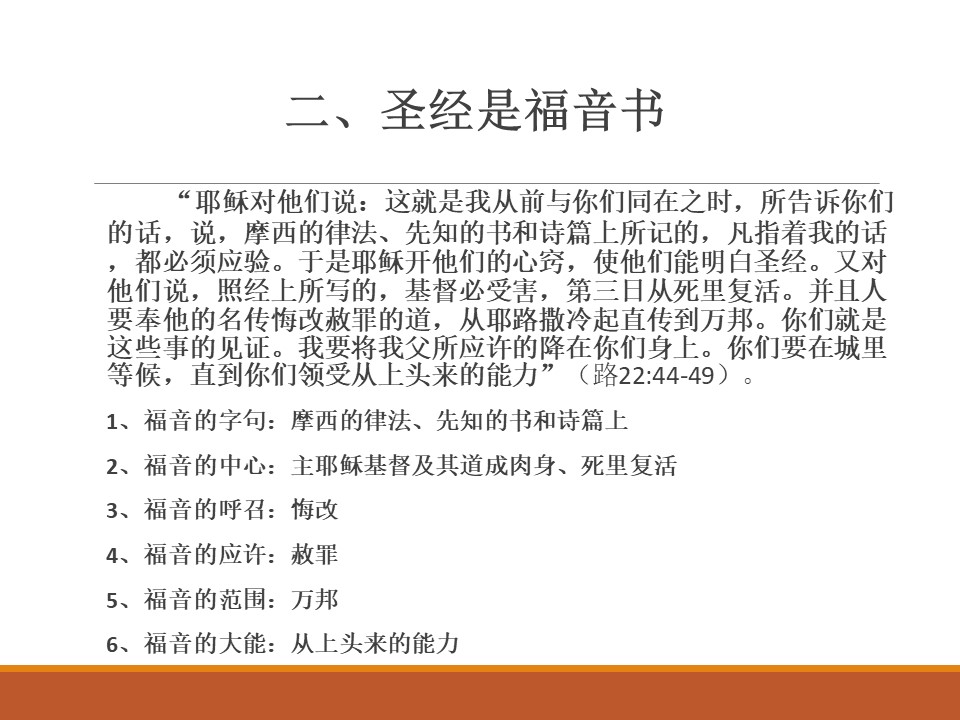 二、圣经是福音书
“耶稣对他们说：这就是我从前与你们同在之时，所告诉你们
的话，说，摩西的律法、先知的书和诗篇上所记的，凡指着我的话
，都必须应验。于是耶稣开他们的心窍，使他们能明白圣经。又对
他们说，照经上所写的，基督必受害，第三日从死里复活。并且人
要奉他的名传悔改赦罪的道，从耶路撒冷起直传到万邦。你们就是
这些事的见证。我要将我父所应许的降在你们身上。你们要在城里
等候，直到你们领受从上头来的能力”（路22:44-49）。
1、福音的字句：摩西的律法、先知的书和诗篇上
2、福音的中心：主耶稣基督及其道成肉身、死里复活
3、福音的呼召：悔改
4、福音的应许：赦罪
5、福音的范围：万邦
6、福音的大能：从上头来的能力